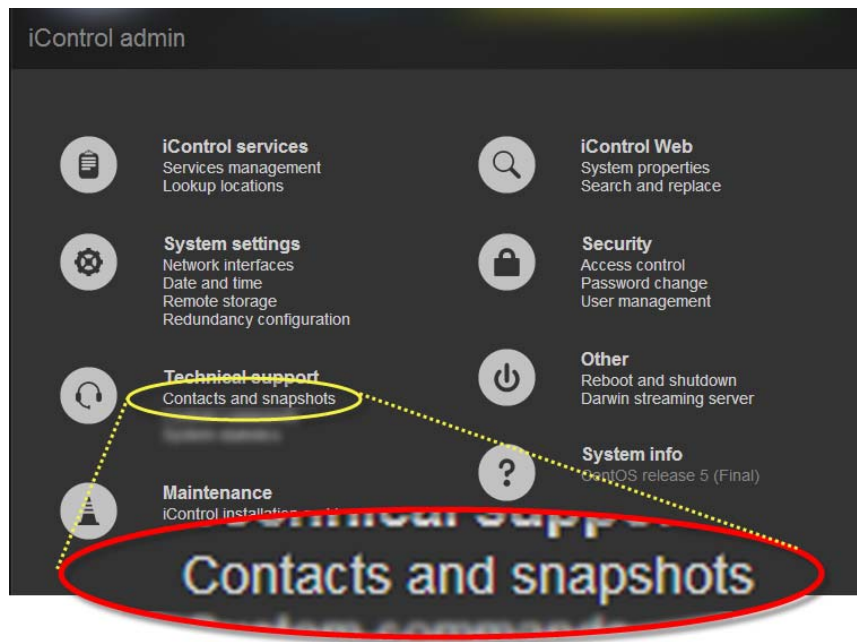 iControl admin
iControl services
Services management
Lookup locations
System settings
Network interfaces
Date and time
Remote storage
Redundancy configuration
Technical support
Contacts and snapshots
Maintenance
iControl installation
iControl Web
System properties
Search and replace
Security
Access control
Password change
User management
Other
Reboot and shutdown
Darwin streaming server
System info
CentOS release 5 (Final)
Contacts and snapshots